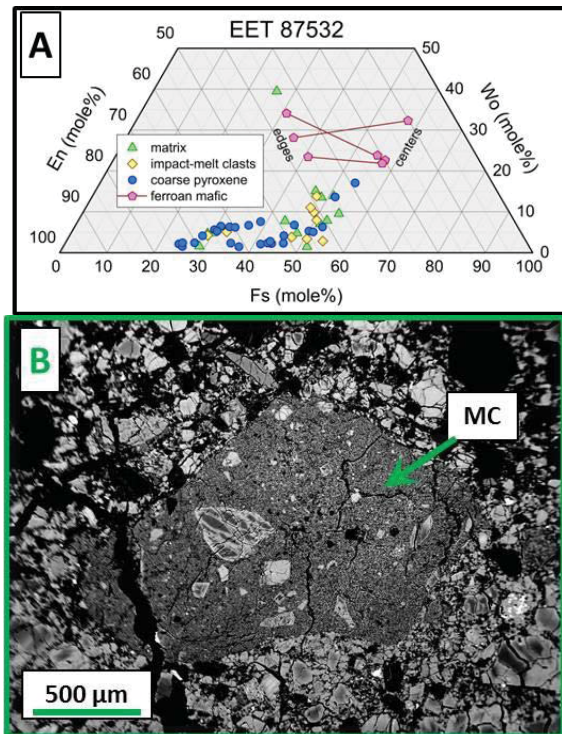 A
EET 87532
50
50
60
40
70
30
80
20
90
10
100
0
En (mole%)
Wo (mole%)
edges
centers
matrix
impact-melt clasts
coarse pyroxene
ferroan mafic
0 10 20 30 40 50 60 70 80 90 100
Fs (mole%)
B
MC
500 µm